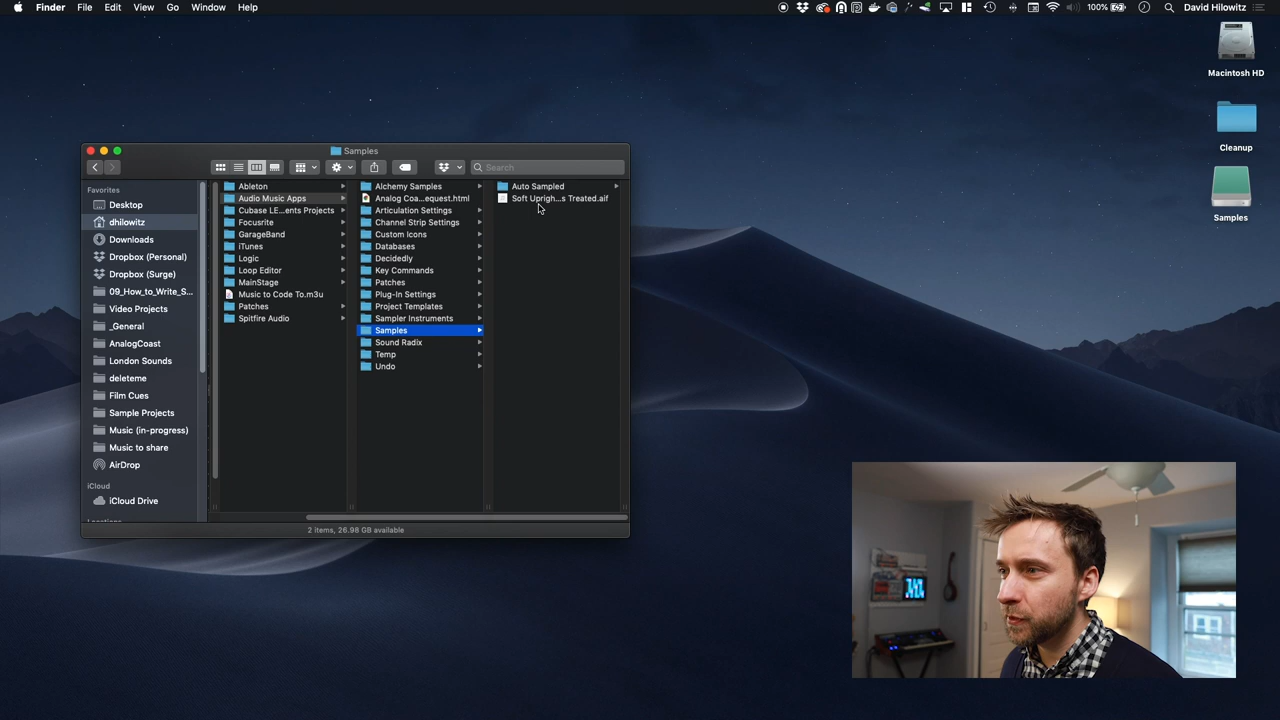 Finder File Edit View Go Window Help
100% David Hilowitz
Macintosh HD
Cleanup
Samples
Samples
Search
Favorites
Desktop
dhilowitz
Downloads
Dropbox (Personal)
Dropbox (Surge)
09_How_to_Write_S...
Video Projects
_General
AnalogCoast
London Sounds
deleteme
Film Cues
Sample Projects
Music (in-progress)
Music to share
AirDrop
iCloud
iCloud Drive
Ableton
Audio Music Apps
Cubase LE...ents Projects
Focusrite
GarageBand
iTunes
Logic
Loop Editor
MainStage
Music to Code To.m3u
Patches
Spitfire Audio
Alchemy Samples
Analog Coa...equest.html
Articulation Settings
Channel Strip Settings
Custom Icons
Databases
Decidedly
Key Commands
Patches
Plug-In Settings
Project Templates
Sampler Instruments
Samples
Sound Radix
Temp
Undo
Auto Sampled
Soft Uprigh...s Treated.aif
2 items, 26.98 GB available